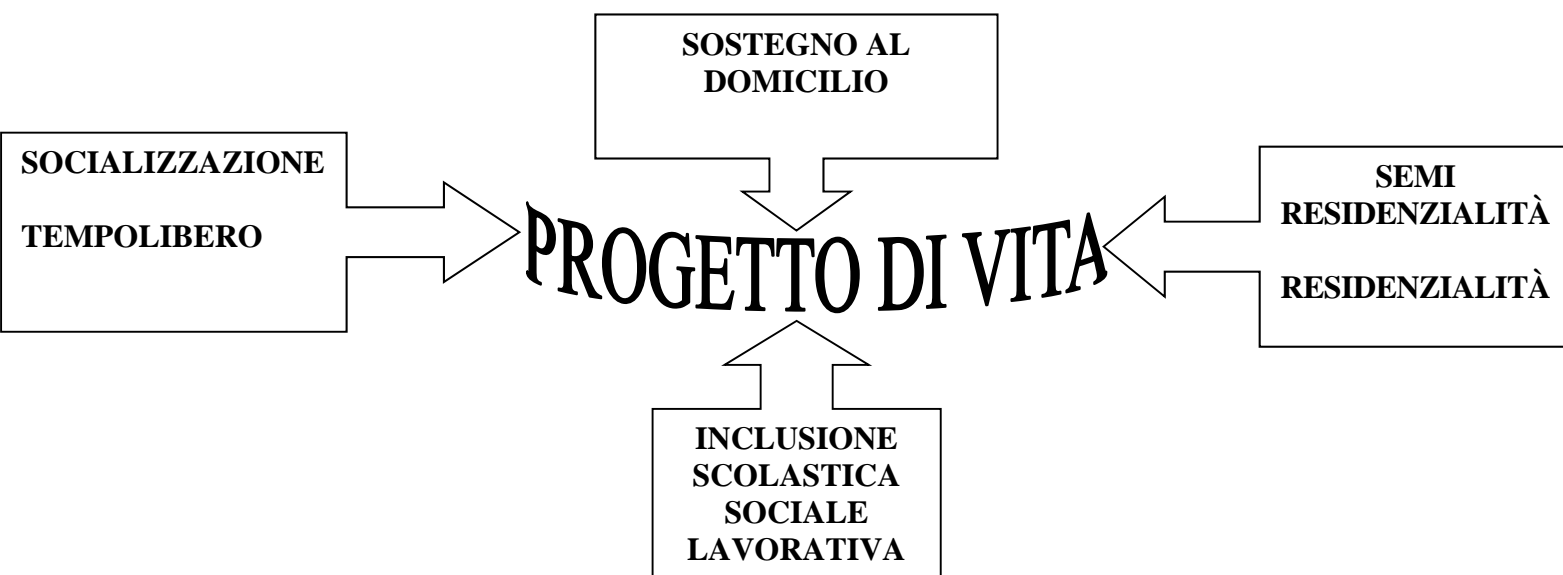 SOSTEGNO AL
DOMICILIO
SOCIALIZZAZIONE
TEMPOLIBERO
PROGETTO DI VITA
SEMI
RESIDENZIALITÀ
RESIDENZIALITÀ
INCLUSIONE
SCOLASTICA
SOCIALE
LAVORATIVA